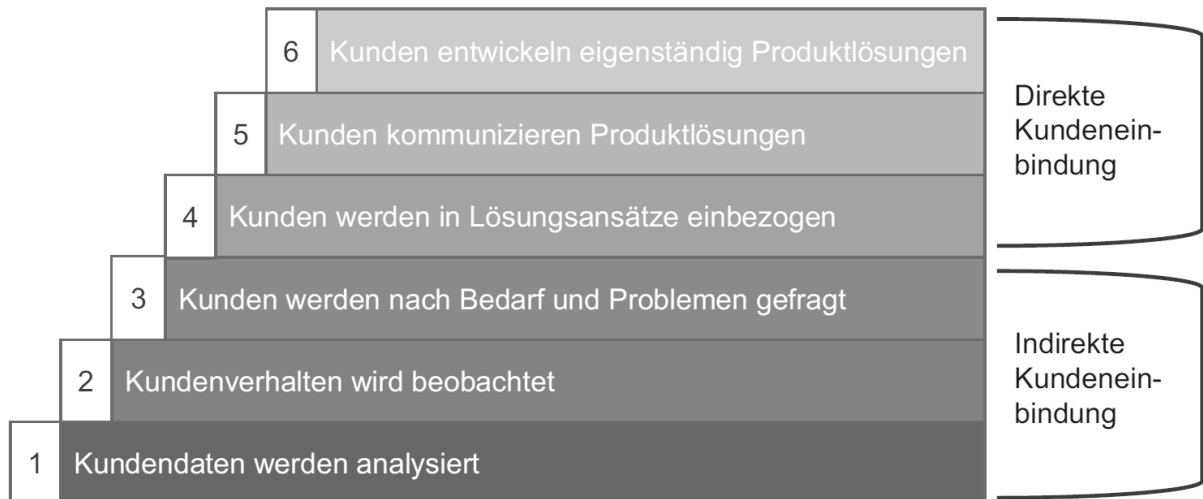 6 Kunden entwickeln eigenständig Produktlösungen
5 Kunden kommunizieren Produktlösungen
4 Kunden werden in Lösungsansätze einbezogen
3 Kunden werden nach Bedarf und Problemen gefragt
2 Kundenverhalten wird beobachtet
1 Kundendaten werden analysiert
Direkte
Kundenein-
bindung
Indirekte
Kundenein-
bindung